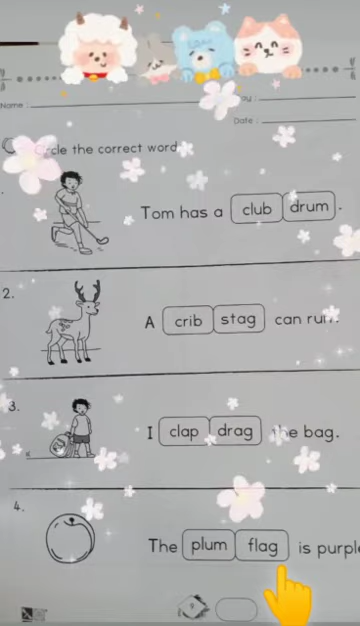 Name :
Date :
Circle the correct word
Tom has a club drum .
2.
A crib stag can run.
3.
I clap drag the bag.
4.
The plum flag is purple